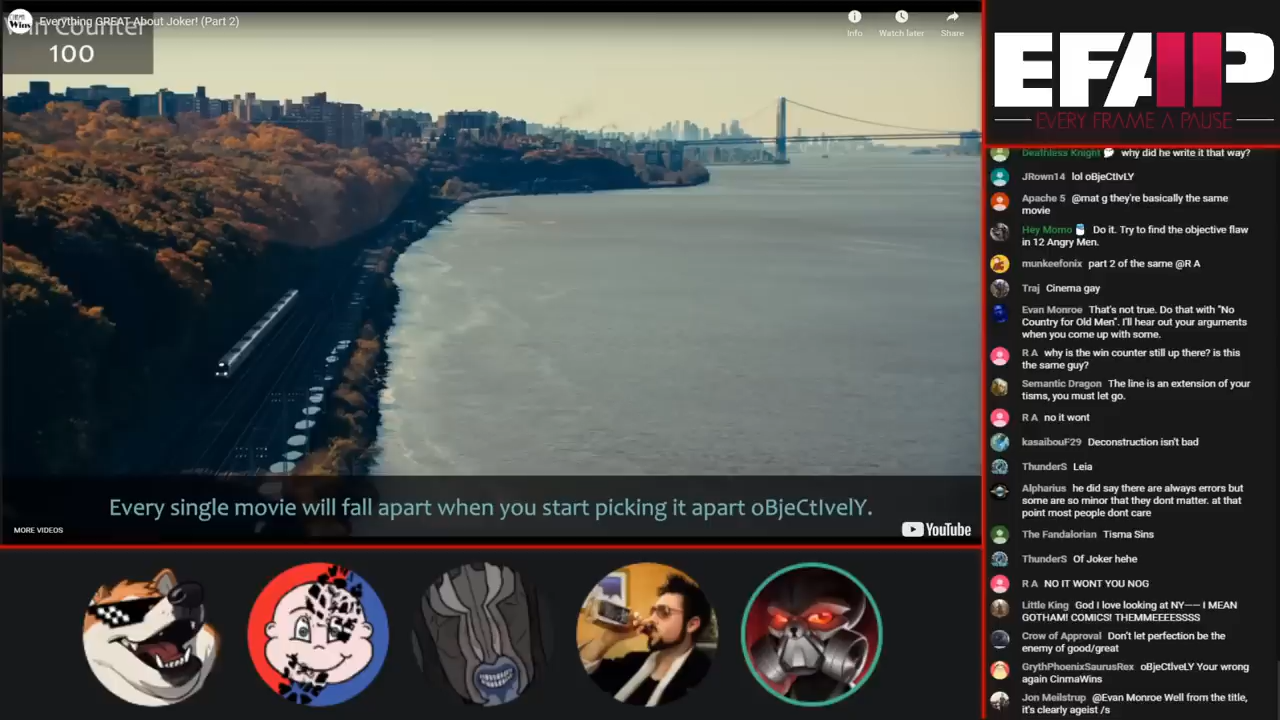 Everything GREAT About Joker! (Part 2)
Win Counter
100
Info
Watch later
Share
Every single movie will fall apart when you start picking it apart oBjeCtIvelY.
MORE VIDEOS
YouTube
EFAP
EVERY FRAME A PAUSE
Deathless Knight why did he write it that way?
JRown14 lol oBjeCtIvLY
Apache 5 @mat g they're basically the same
movie
Hey Momo Do it. Try to find the objective flaw
in 12 Angry Men.
munkeefonix part 2 of the same @R A
Traj Cinema gay
Evan Monroe That's not true. Do that with "No
Country for Old Men". I'll hear out your arguments
when you come up with some.
R A why is the win counter still up there? is this
the same guy?
Semantic Dragon The line is an extension of your
tisms, you must let go.
R A no it wont
kasaibouF29 Deconstruction isn't bad
ThunderS Leia
Alpharius he did say there are always errors but
some are so minor that they dont matter. at that
point most people dont care
The Fandalorian Tisma Sins
ThunderS Of Joker hehe
R A NO IT WONT YOU NOG
Little King God I love looking at NY—— I MEAN
GOTHAM! COMICS! THEMMEEEESSSS
Crow of Approval Don't let perfection be the
enemy of good/great
GrythPhoenixSaurusRex oBjeCtIveLY Your wrong
again CinmaWins
Jon Meilstrup @Evan Monroe Well from the title,
it's clearly ageist /s